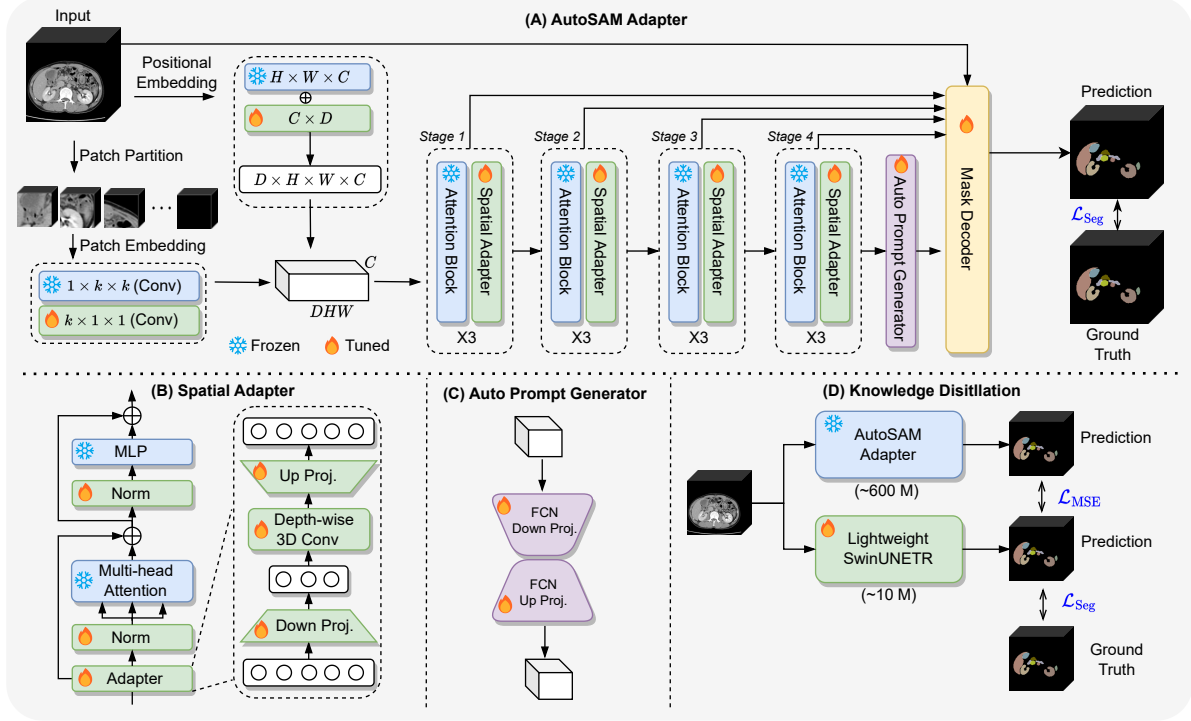 (A) AutoSAM Adapter
Input
Positional
Embedding
H × W × C
⊕
C × D
D × H × W × C
Patch Partition
· · ·
Patch Embedding
1 × k × k (Conv)
k × 1 × 1 (Conv)
C
DHW
Frozen
Tuned
Stage 1
Attention Block
Spatial Adapter
X3
Stage 2
Attention Block
Spatial Adapter
X3
Stage 3
Attention Block
Spatial Adapter
X3
Stage 4
Attention Block
Spatial Adapter
X3
Auto Prompt Generator
Mask Decoder
Prediction
ℒSeg
Ground
Truth
(B) Spatial Adapter
MLP
Norm
Multi-head
Attention
Norm
Adapter
Up Proj.
Depth-wise
3D Conv
Down Proj.
(C) Auto Prompt Generator
FCN
Down Proj.
FCN
Up Proj.
(D) Knowledge Disitllation
AutoSAM
Adapter
(~600 M)
Lightweight
SwinUNETR
(~10 M)
Prediction
ℒMSE
Prediction
ℒSeg
Ground
Truth